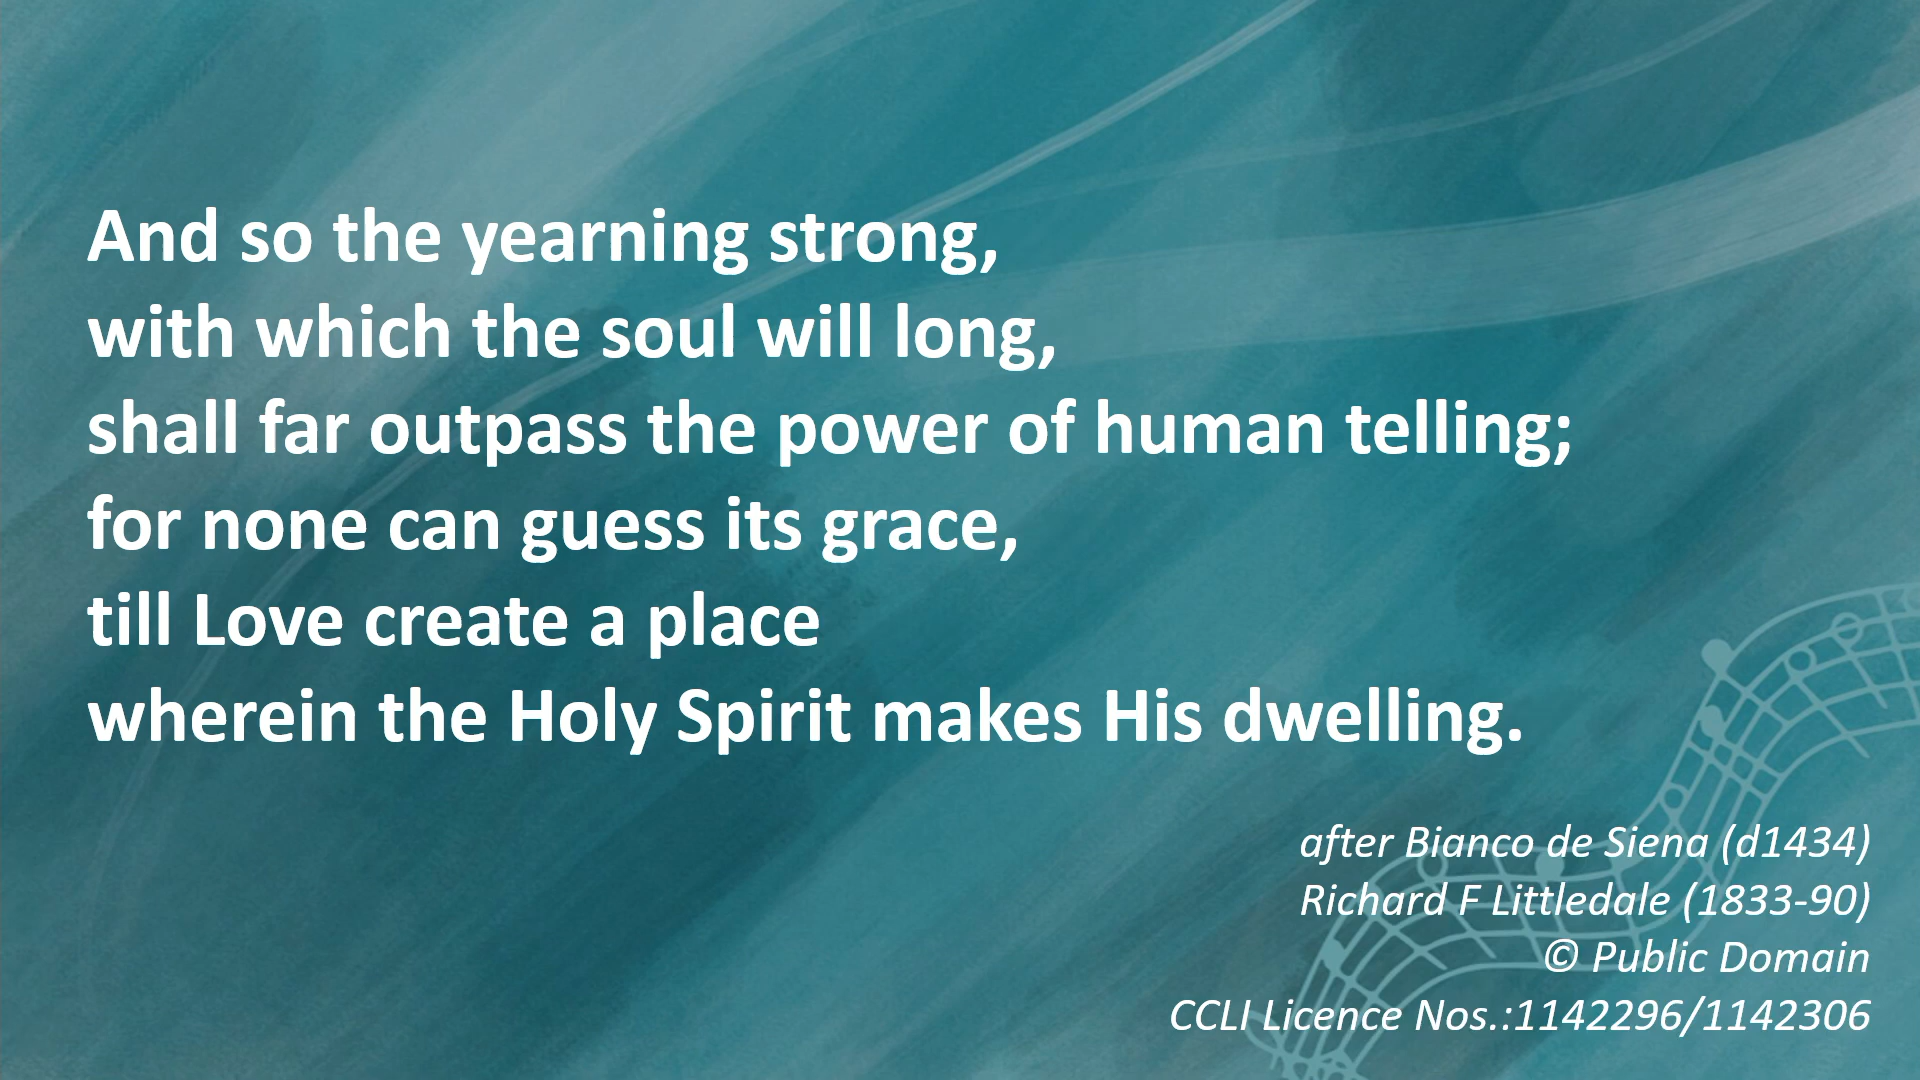 And so the yearning strong,
with which the soul will long,
shall far outpass the power of human telling;
for none can guess its grace,
till Love create a place
wherein the Holy Spirit makes His dwelling.
after Bianco de Siena (d1434)
Richard F Littledale (1833-90)
© Public Domain
CCLI Licence Nos.:1142296/1142306